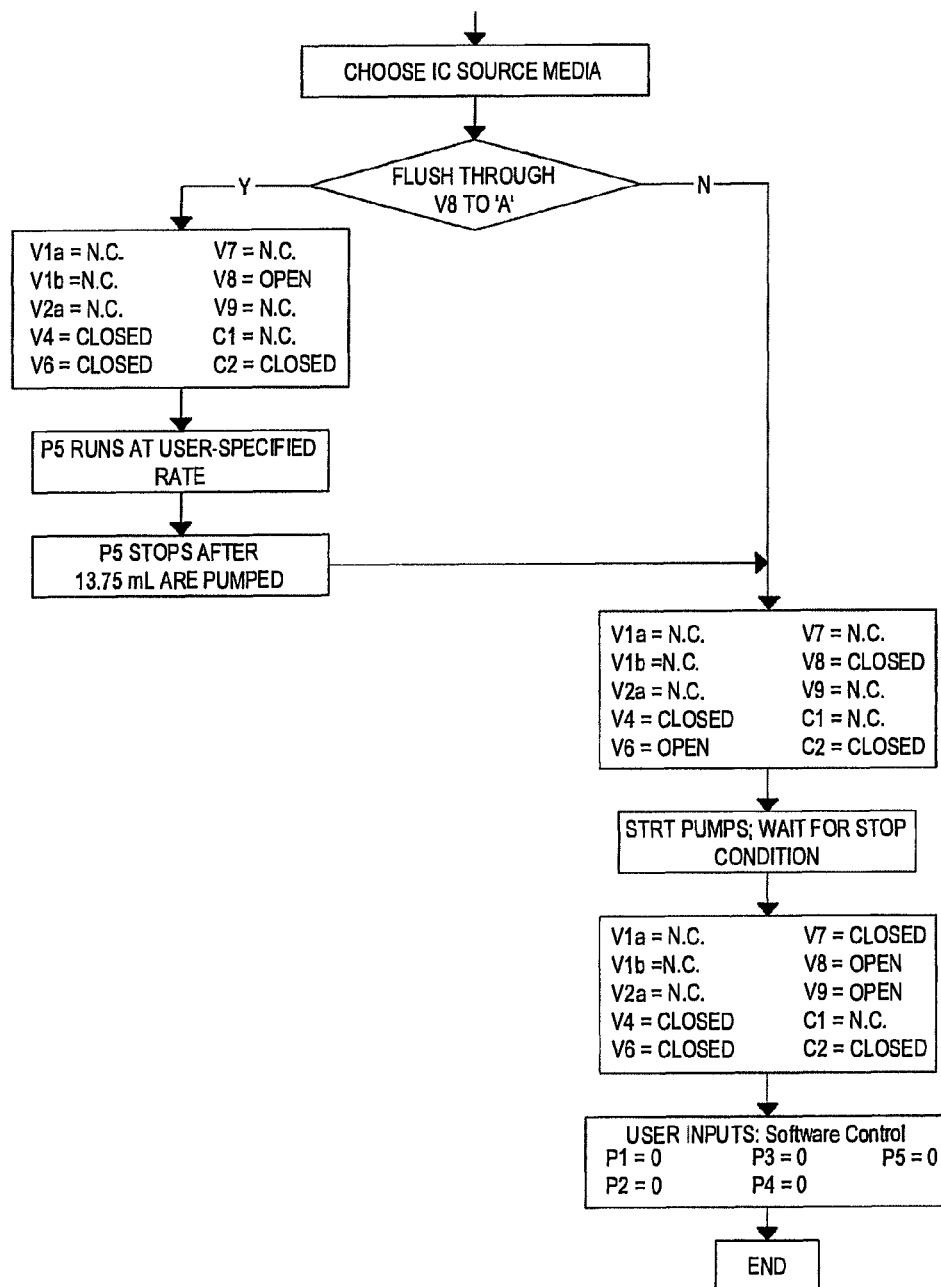 CHOOSE IC SOURCE MEDIA
FLUSH THROUGH
V8 TO 'A'
Y
N
V1a = N.C. V7 = N.C.
V1b =N.C. V8 = OPEN
V2a = N.C. V9 = N.C.
V4 = CLOSED C1 = N.C.
V6 = CLOSED C2 = CLOSED
P5 RUNS AT USER-SPECIFIED
RATE
P5 STOPS AFTER
13.75 mL ARE PUMPED
V1a = N.C. V7 = N.C.
V1b =N.C. V8 = CLOSED
V2a = N.C. V9 = N.C.
V4 = CLOSED C1 = N.C.
V6 = OPEN C2 = CLOSED
STRT PUMPS; WAIT FOR STOP
CONDITION
V1a = N.C. V7 = CLOSED
V1b =N.C. V8 = OPEN
V2a = N.C. V9 = OPEN
V4 = CLOSED C1 = N.C.
V6 = CLOSED C2 = CLOSED
USER INPUTS: Software Control
P1 = 0 P3 = 0 P5 = 0
P2 = 0 P4 = 0
END